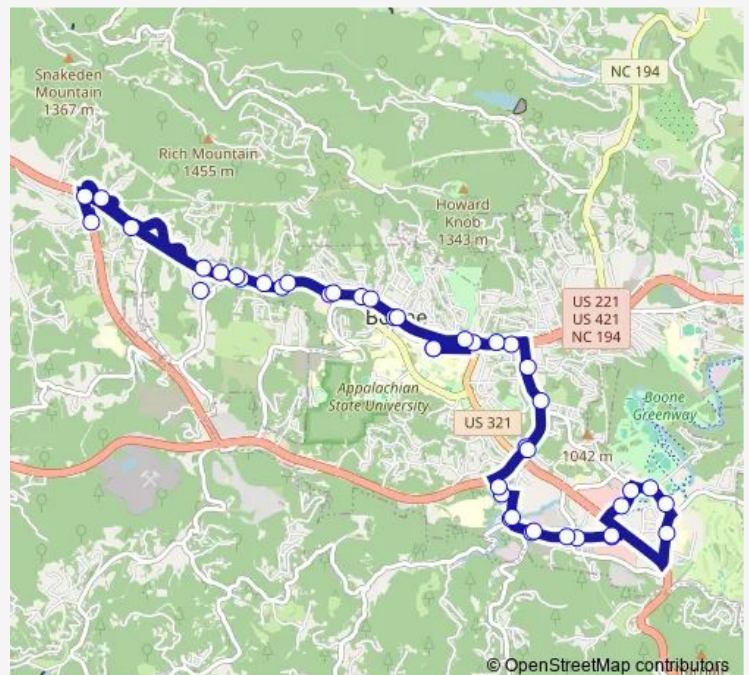 Snakeden
Mountain
1367 m
NC 194
Rich Mountain
1455 m
Howard
Knob
1343 m
US 221
US 421
NC 194
Appalachian
State University
Boone
Greenway
US 321
1042 m
© OpenStreetMap contributors